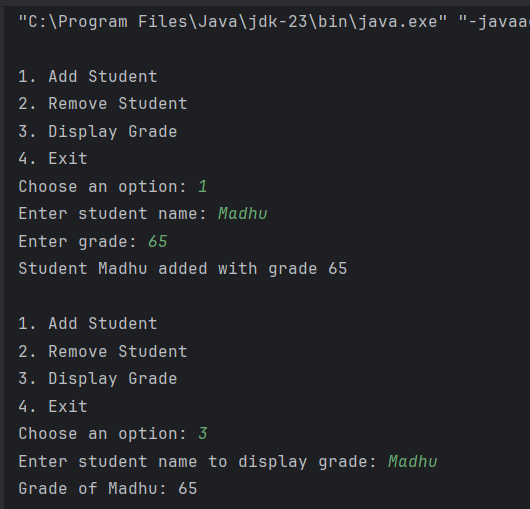 "C:\Program Files\Java\jdk-23\bin\java.exe" "-javaa
1. Add Student
2. Remove Student
3. Display Grade
4. Exit
Choose an option: 1
Enter student name: Madhu
Enter grade: 65
Student Madhu added with grade 65
1. Add Student
2. Remove Student
3. Display Grade
4. Exit
Choose an option: 3
Enter student name to display grade: Madhu
Grade of Madhu: 65